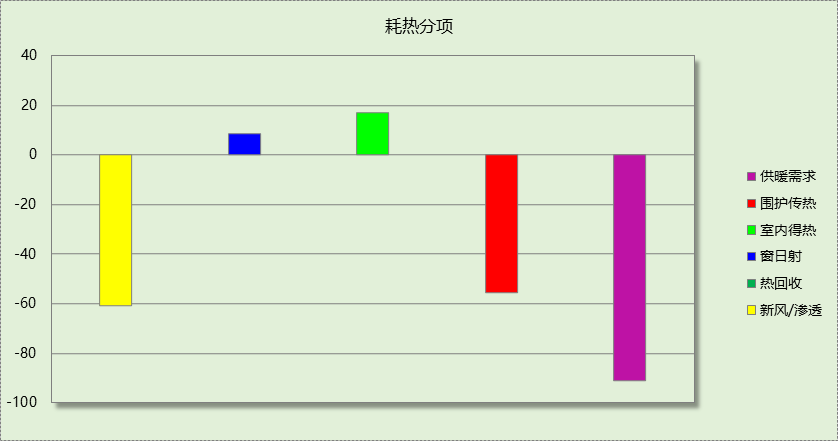 耗热分项
40
20
0
-20
-40
-60
-80
-100
供暖需求
围护传热
室内得热
窗日射
热回收
新风/渗透